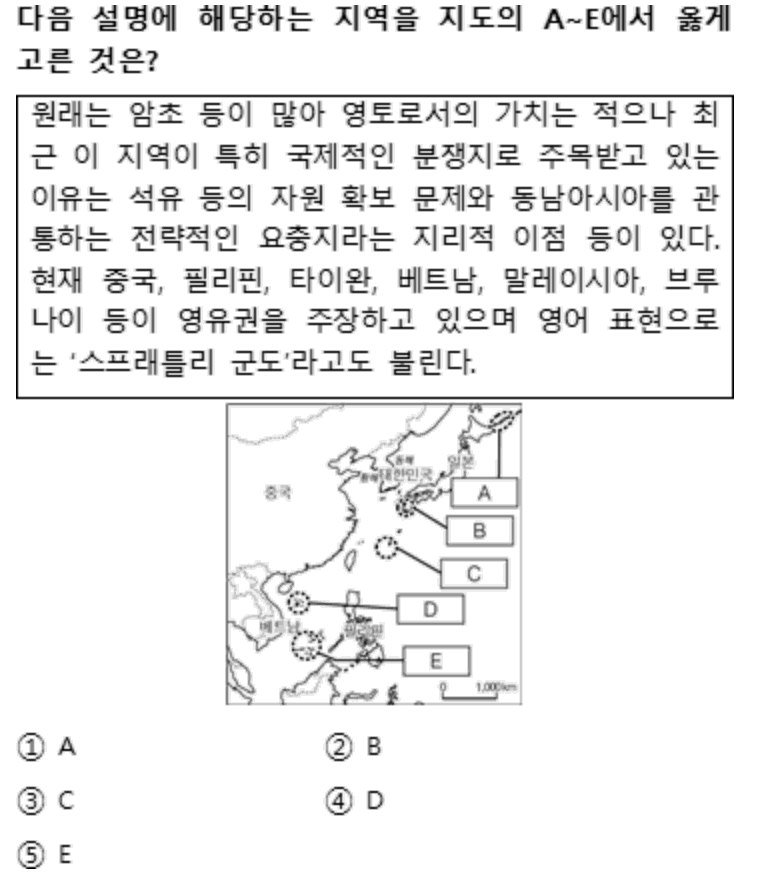 다음 설명에 해당하는 지역을 지도의 A~E에서 옳게
고른 것은?
원래는 암초 등이 많아 영토로서의 가치는 적으나 최
근 이 지역이 특히 국제적인 분쟁지로 주목받고 있는
이유는 석유 등의 자원 확보 문제와 동남아시아를 관
통하는 전략적인 요충지라는 지리적 이점 등이 있다.
현재 중국, 필리핀, 타이완, 베트남, 말레이시아, 브루
나이 등이 영유권을 주장하고 있으며 영어 표현으로
는 '스프래틀리 군도'라고도 불린다.
일본
대한민국
중국
A
B
C
D
베트남
필리핀
E
0 1,000km
① A ② B
③ C ④ D
⑤ E